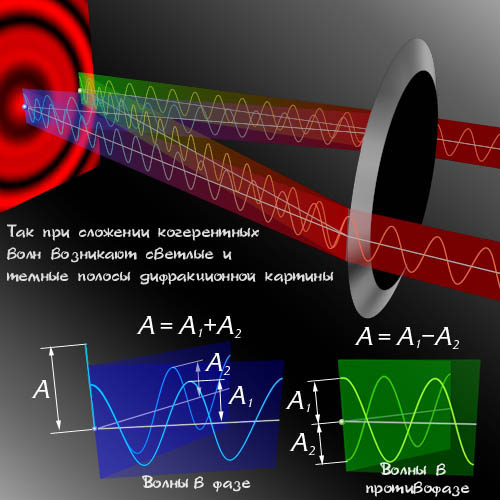 Так при сложении когерентных
волн возникают светлые и
темные полосы дифракционной картины
A = A₁+A₂
A = A₁−A₂
A
A₂
A₁
A₁
A₂
Волны в фазе
Волны в
противофазе